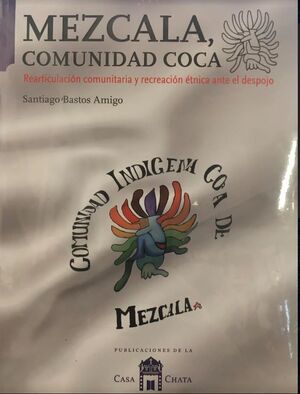 MEZCALA,
COMUNIDAD COCA
Rearticulación comunitaria y recreación étnica ante el despojo
Santiago Bastos Amigo
COMUNIDAD INDIGENA COCA DE
MEZCALA
PUBLICACIONES DE LA
CASA CHATA